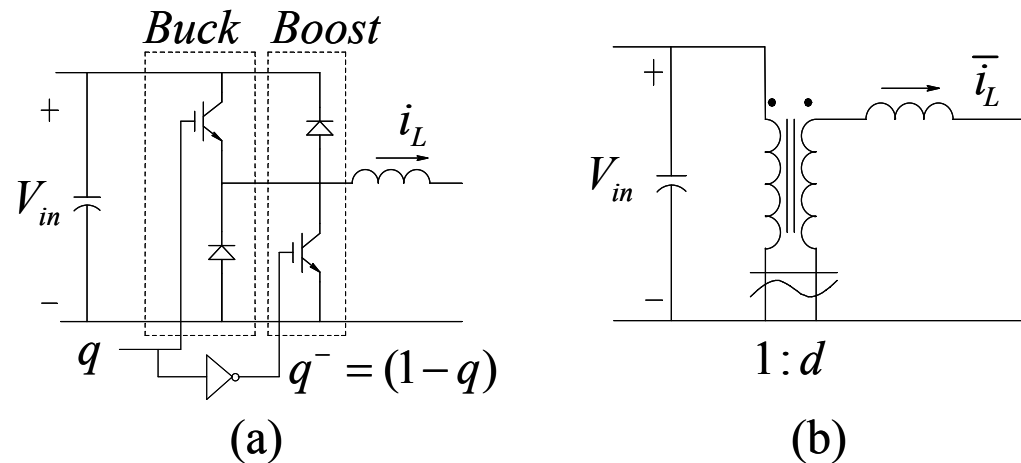 Buck Boost
+
V_in
−
i_L
q
q⁻ = (1 − q)
(a)
+
V_in
−
i̅_L
1 : d
(b)